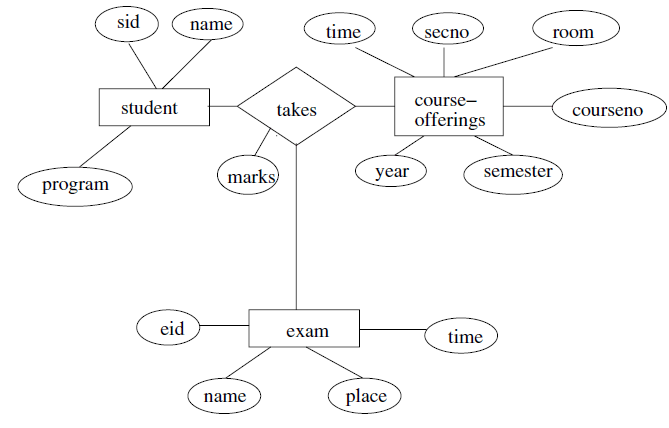 sid
name
time
secno
room
student
takes
course-
offerings
courseno
program
marks
year
semester
eid
exam
time
name
place